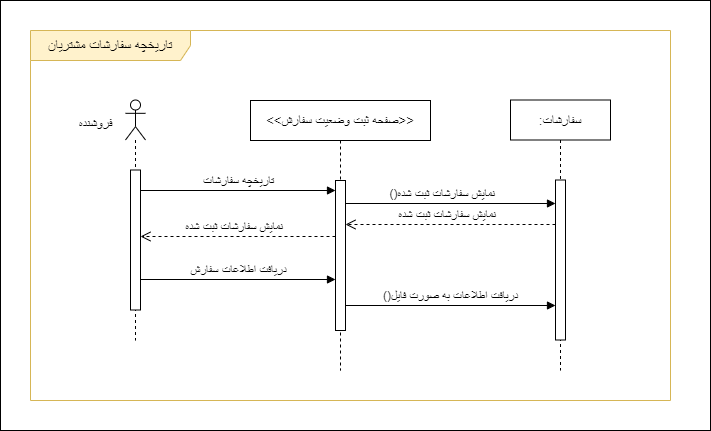 تاریخچه سفارشات مشتریان
فروشنده
<<صفحه ثبت وضعیت سفارش>>
سفارشات:
تاریخچه سفارشات
نمایش سفارشات ثبت شده()
نمایش سفارشات ثبت شده
نمایش سفارشات ثبت شده
دریافت اطلاعات سفارش
دریافت اطلاعات به صورت فایل()